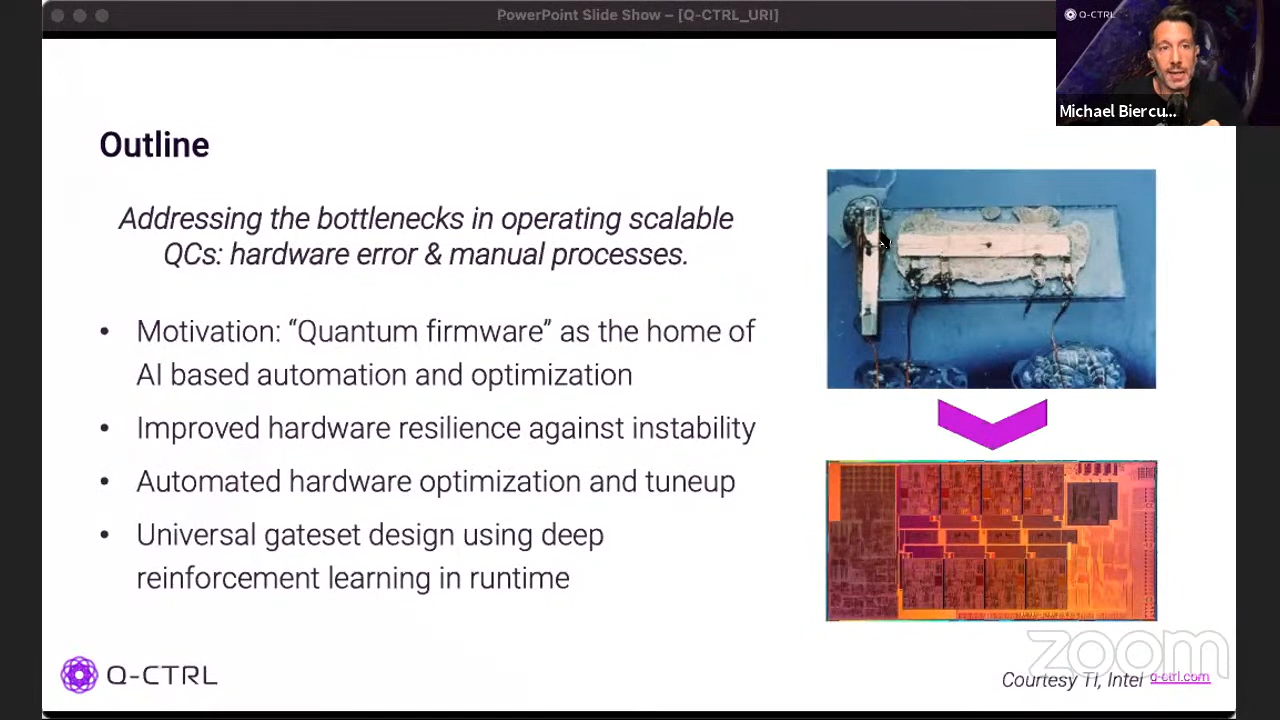 PowerPoint Slide Show – [Q-CTRL_URI]
Q-CTRL
Michael Biercu...
Outline
Addressing the bottlenecks in operating scalable
QCs: hardware error & manual processes.
• Motivation: “Quantum firmware” as the home of
AI based automation and optimization
• Improved hardware resilience against instability
• Automated hardware optimization and tuneup
• Universal gateset design using deep
reinforcement learning in runtime
zoom
Q-CTRL
Courtesy TI, Intel
q-ctrl.com